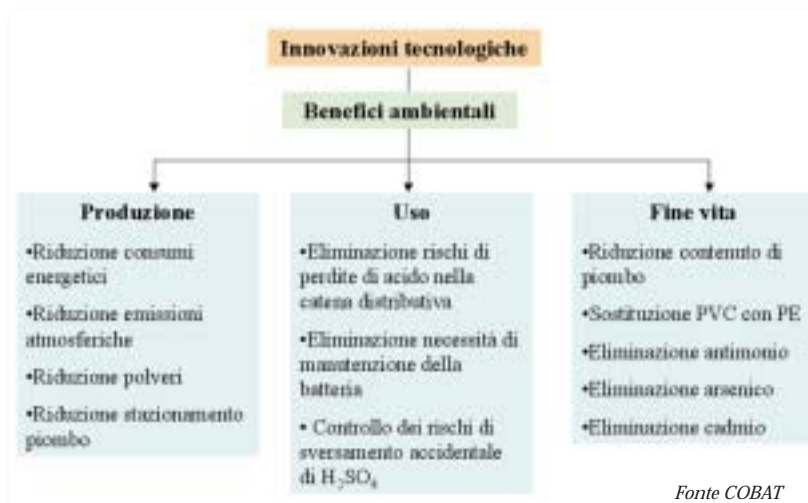 Innovazioni tecnologiche
Benefici ambientali
Produzione
•Riduzione consumi
energetici
•Riduzione emissioni
atmosferiche
•Riduzione polveri
•Riduzione stazionamento
piombo
Uso
•Eliminazione rischi di
perdite di acido nella
catena distributiva
•Eliminazione necessità di
manutenzione della
batteria
• Controllo dei rischi di
sversamento accidentale
di H₂SO₄
Fine vita
•Riduzione contenuto di
piombo
•Sostituzione PVC con PE
•Eliminazione antimonio
•Eliminazione arsenico
•Eliminazione cadmio
Fonte COBAT